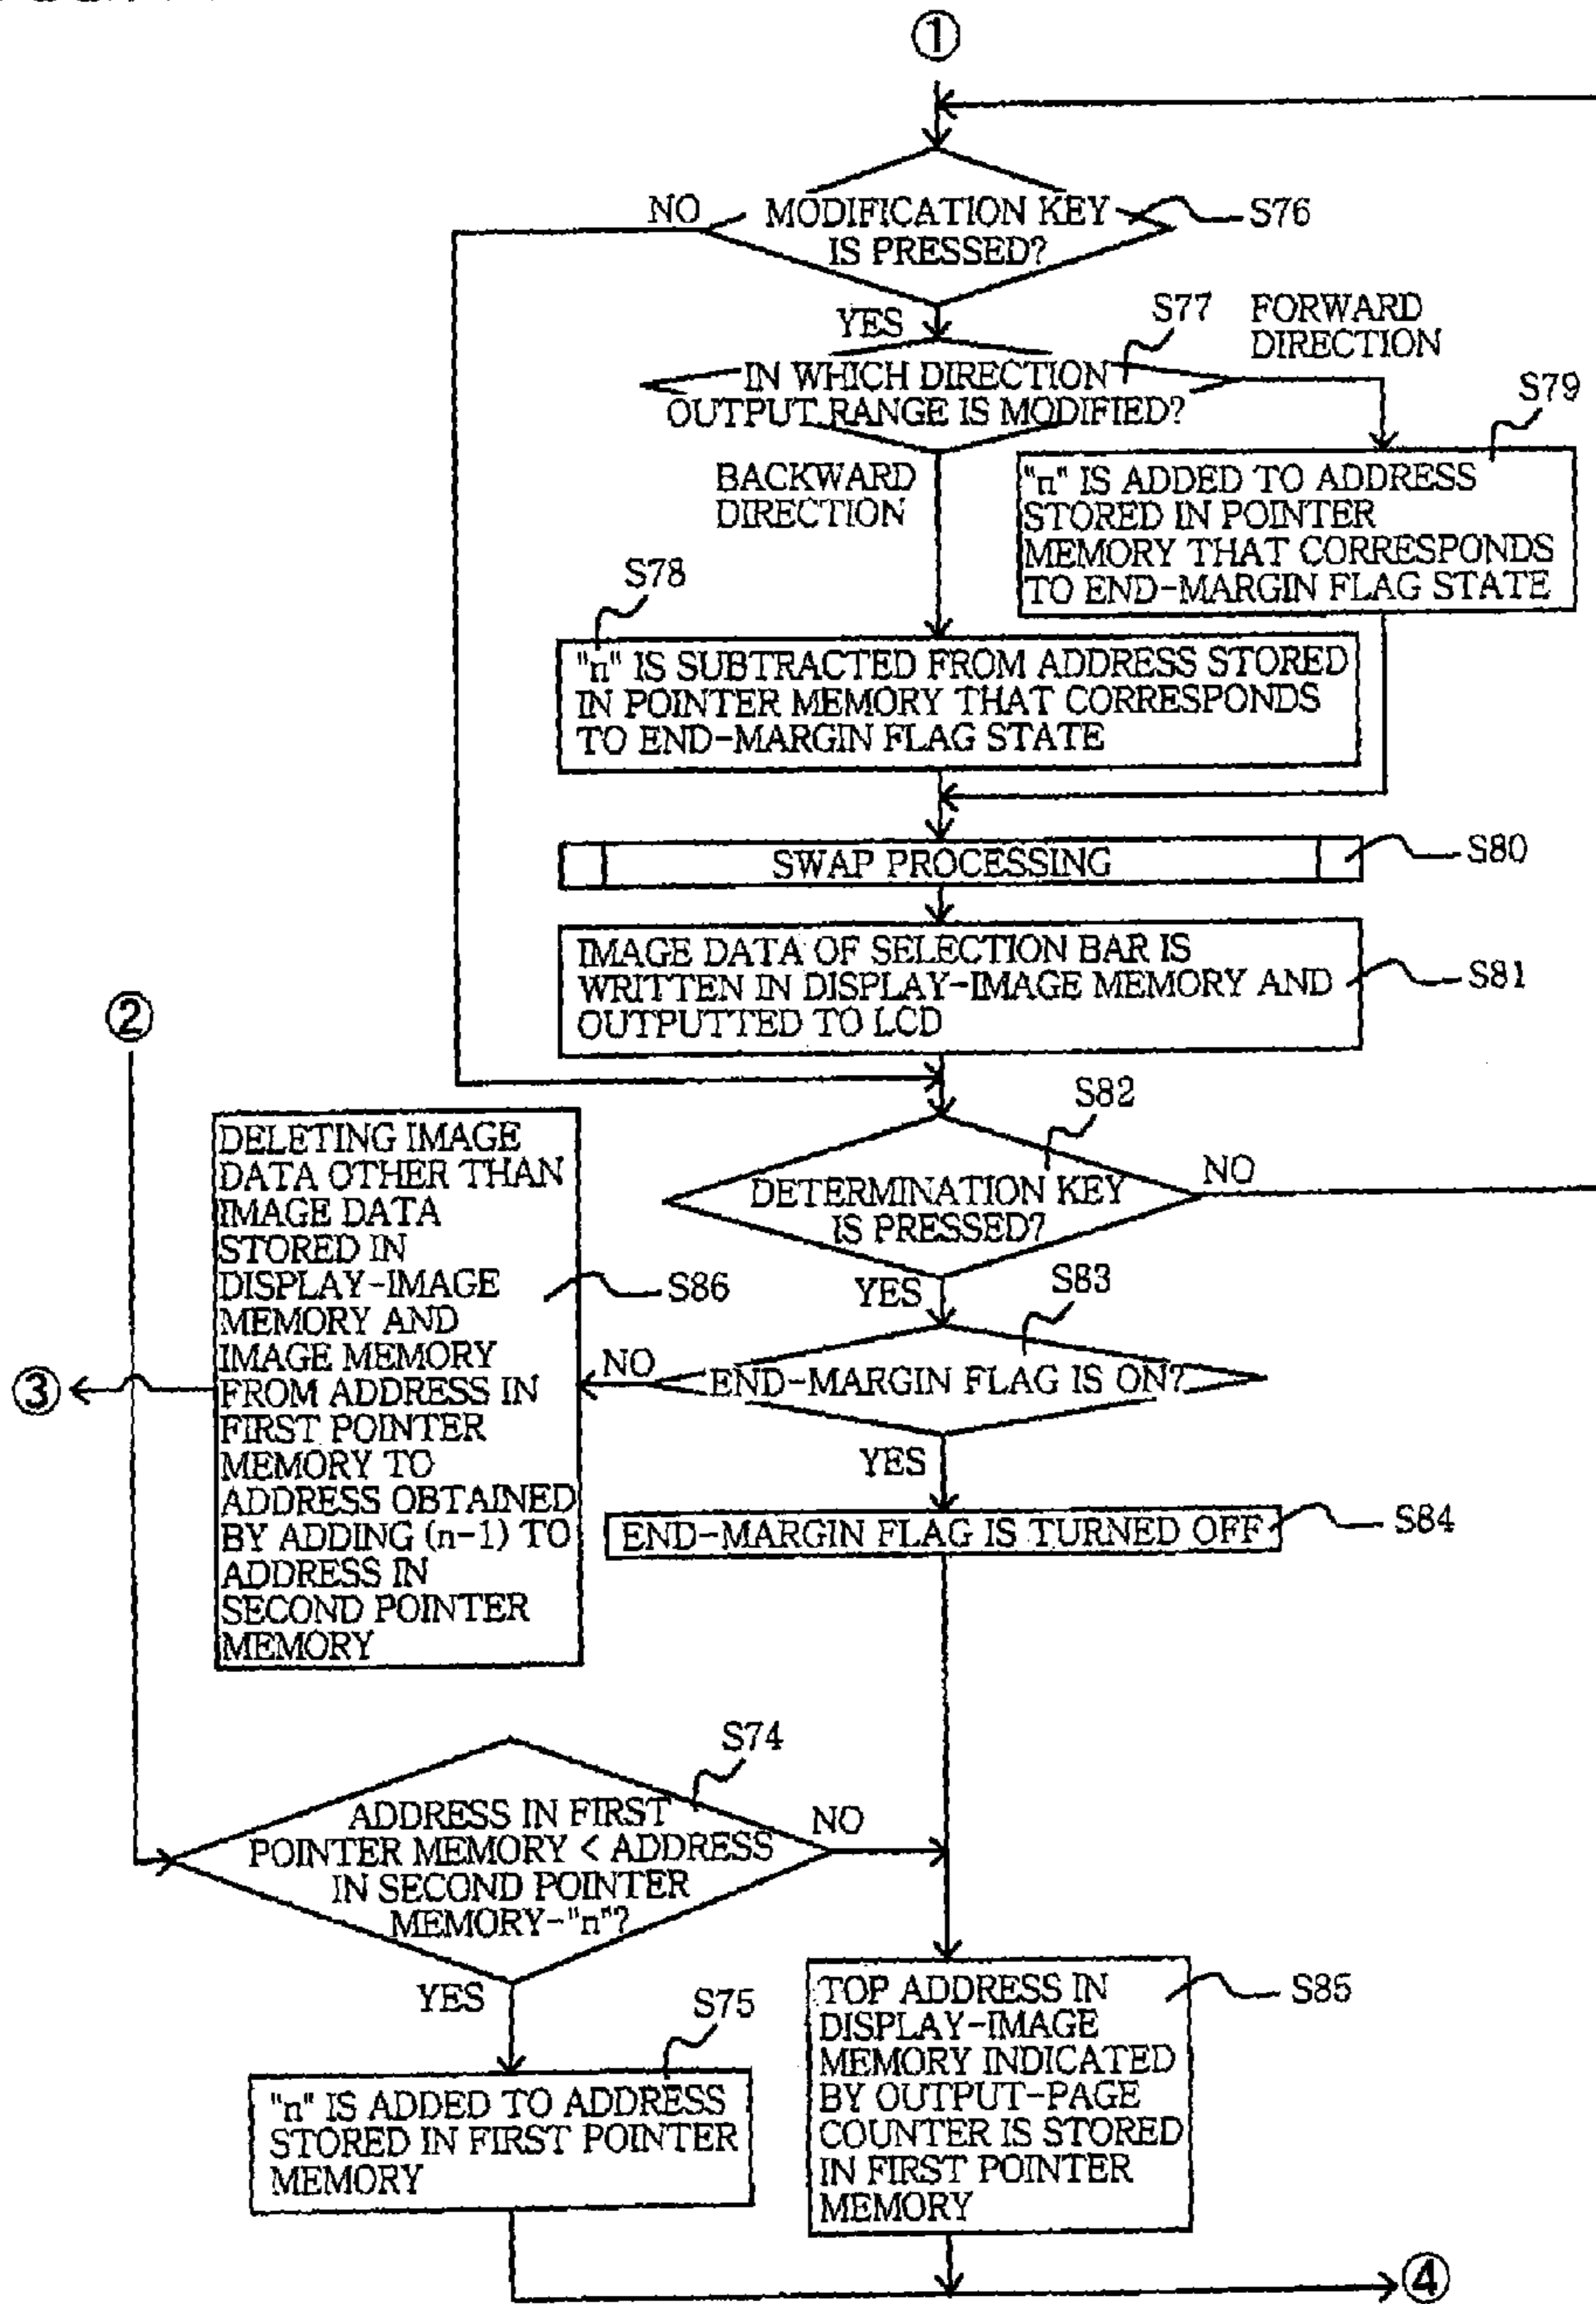 ①
NO
MODIFICATION KEY
IS PRESSED?
S76
YES
S77
FORWARD
DIRECTION
IN WHICH DIRECTION
OUTPUT RANGE IS MODIFIED?
S79
BACKWARD
DIRECTION
"n" IS ADDED TO ADDRESS
STORED IN POINTER
MEMORY THAT CORRESPONDS
TO END-MARGIN FLAG STATE
S78
"n" IS SUBTRACTED FROM ADDRESS STORED
IN POINTER MEMORY THAT CORRESPONDS
TO END-MARGIN FLAG STATE
SWAP PROCESSING
S80
IMAGE DATA OF SELECTION BAR IS
WRITTEN IN DISPLAY-IMAGE MEMORY AND
OUTPUTTED TO LCD
S81
②
S82
DETERMINATION KEY
IS PRESSED?
NO
DELETING IMAGE
DATA OTHER THAN
IMAGE DATA
STORED IN
DISPLAY-IMAGE
MEMORY AND
IMAGE MEMORY
FROM ADDRESS IN
FIRST POINTER
MEMORY TO
ADDRESS OBTAINED
BY ADDING (n-1) TO
ADDRESS IN
SECOND POINTER
MEMORY
S86
YES
S83
③
NO
END-MARGIN FLAG IS ON?
YES
END-MARGIN FLAG IS TURNED OFF
S84
S74
ADDRESS IN FIRST
POINTER MEMORY < ADDRESS
IN SECOND POINTER
MEMORY-"n"?
NO
YES
S75
"n" IS ADDED TO ADDRESS
STORED IN FIRST POINTER
MEMORY
TOP ADDRESS IN
DISPLAY-IMAGE
MEMORY INDICATED
BY OUTPUT-PAGE
COUNTER IS STORED
IN FIRST POINTER
MEMORY
S85
④